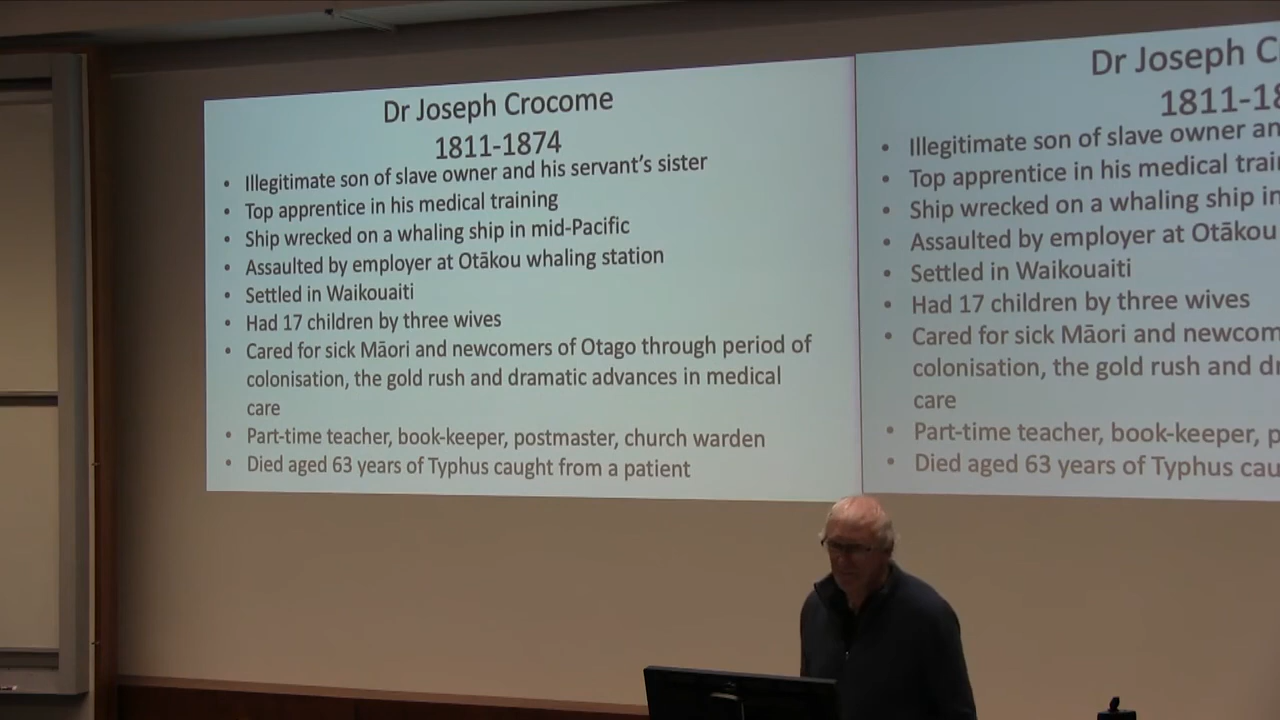 Dr Joseph Crocome
1811-1874
• Illegitimate son of slave owner and his servant's sister
• Top apprentice in his medical training
• Ship wrecked on a whaling ship in mid-Pacific
• Assaulted by employer at Otākou whaling station
• Settled in Waikouaiti
• Had 17 children by three wives
• Cared for sick Māori and newcomers of Otago through period of
colonisation, the gold rush and dramatic advances in medical
care
• Part-time teacher, book-keeper, postmaster, church warden
• Died aged 63 years of Typhus caught from a patient
Dr Joseph C
1811-18
• Illegitimate son of slave owner an
• Top apprentice in his medical trai
• Ship wrecked on a whaling ship in
• Assaulted by employer at Otākou
• Settled in Waikouaiti
• Had 17 children by three wives
• Cared for sick Māori and newcom
colonisation, the gold rush and dr
care
• Part-time teacher, book-keeper, p
• Died aged 63 years of Typhus cau